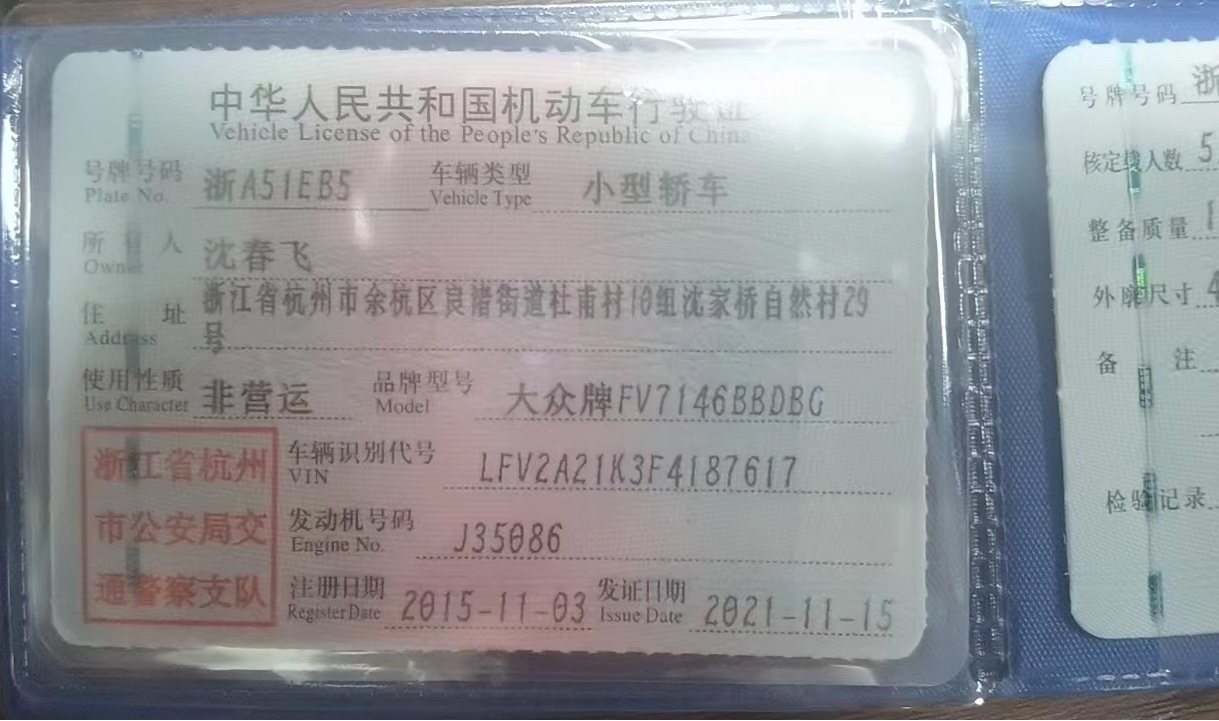 中华人民共和国机动车行驶证
Vehicle License of the People's Republic of China
号牌号码 浙A51EB5 车辆类型 小型轿车
Plate No. Vehicle Type
所有人 沈春飞
Owner
住址 浙江省杭州市余杭区良渚街道杜甫村10组沈家桥自然村29
Address 号
使用性质 非营运 品牌型号 大众牌FV7146BBDBG
Use Character Model
浙江省杭州
市公安局交
通警察支队
车辆识别代号 LFV2A21K3F4187617
VIN
发动机号码 J35086
Engine No.
注册日期 2015-11-03 发证日期 2021-11-15
Register Date Issue Date
号牌号码 浙
核定载人数 5
整备质量 1
外廓尺寸 4
备注
检验记录